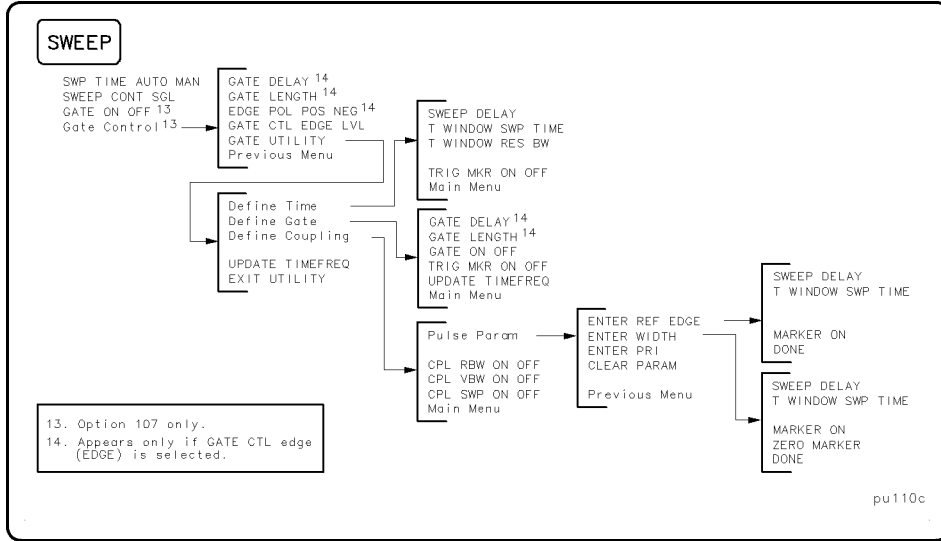 SWEEP
SWP TIME AUTO MAN
SWEEP CONT SGL
GATE ON OFF 13
Gate Control 13
GATE DELAY 14
GATE LENGTH 14
EDGE POL POS NEG 14
GATE CTL EDGE LVL
GATE UTILITY
Previous Menu
SWEEP DELAY
T WINDOW SWP TIME
T WINDOW RES BW
TRIG MKR ON OFF
Main Menu
Define Time
Define Gate
Define Coupling
UPDATE TIMEFREQ
EXIT UTILITY
GATE DELAY 14
GATE LENGTH 14
GATE ON OFF
TRIG MKR ON OFF
UPDATE TIMEFREQ
Main Menu
Pulse Param
CPL RBW ON OFF
CPL VBW ON OFF
CPL SWP ON OFF
Main Menu
ENTER REF EDGE
ENTER WIDTH
ENTER PRI
CLEAR PARAM
Previous Menu
SWEEP DELAY
T WINDOW SWP TIME
MARKER ON
DONE
SWEEP DELAY
T WINDOW SWP TIME
MARKER ON
ZERO MARKER
DONE
13. Option 107 only.
14. Appears only if GATE CTL edge
(EDGE) is selected.
pu110c